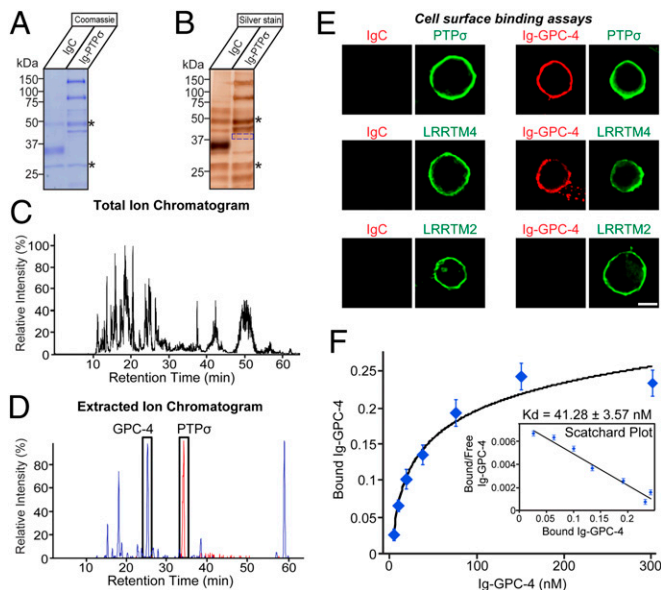 A
Coomassie
IgC
Ig-PTPσ
kDa
150
100
75
50
37
25
*
*
B
Silver stain
IgC
Ig-PTPσ
kDa
150
100
75
50
37
25
*
*
C
Total Ion Chromatogram
Relative Intensity (%)
100
80
60
40
20
0
10 20 30 40 50 60
Retention Time (min)
D
Extracted Ion Chromatogram
GPC-4 PTPσ
Relative Intensity (%)
80
60
40
20
0
10 20 30 40 50 60
Retention Time (min)
E
Cell surface binding assays
IgC PTPσ Ig-GPC-4 PTPσ
IgC LRRTM4 Ig-GPC-4 LRRTM4
IgC LRRTM2 Ig-GPC-4 LRRTM2
F
Bound Ig-GPC-4
0.25
0.2
0.15
0.1
0.05
0
0 100 200 300
Ig-GPC-4 (nM)
Kd = 41.28 ± 3.57 nM
Scatchard Plot
Bound/Free
Ig-GPC-4
0.006
0.004
0.002
0 0.05 0.1 0.15 0.2
Bound Ig-GPC-4